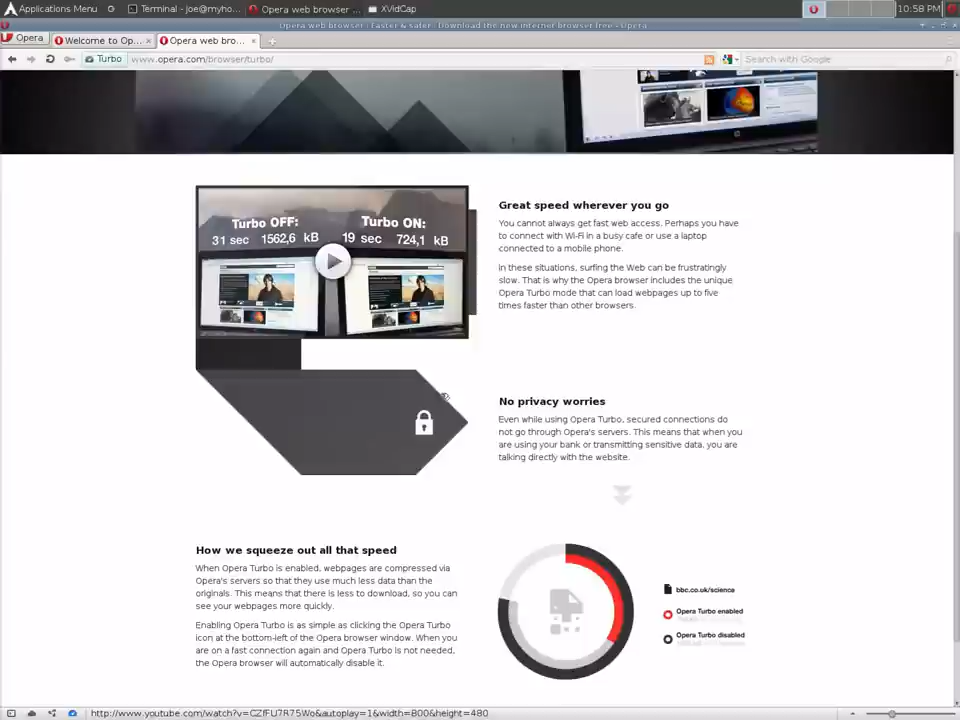 Applications Menu
Terminal - joe@myho...
Opera web browser ...
XVidCap
10:58 PM
Opera web browser | Faster & safer | Download the new internet browser free - Opera
Opera
Welcome to Op...
Opera web bro...
Turbo
www.opera.com/browser/turbo/
Search with Google
Turbo OFF:
Turbo ON:
31 sec 1562,6 kB
19 sec 724,1 kB
Great speed wherever you go
You cannot always get fast web access. Perhaps you have
to connect with Wi-Fi in a busy cafe or use a laptop
connected to a mobile phone.
In these situations, surfing the Web can be frustratingly
slow. That is why the Opera browser includes the unique
Opera Turbo mode that can load webpages up to five
times faster than other browsers.
No privacy worries
Even while using Opera Turbo, secured connections do
not go through Opera's servers. This means that when you
are using your bank or transmitting sensitive data, you are
talking directly with the website.
How we squeeze out all that speed
When Opera Turbo is enabled, webpages are compressed via
Opera's servers so that they use much less data than the
originals. This means that there is less to download, so you can
see your webpages more quickly.
Enabling Opera Turbo is as simple as clicking the Opera Turbo
icon at the bottom-left of the Opera browser window. When you
are on a fast connection again and Opera Turbo is not needed,
the Opera browser will automatically disable it.
bbc.co.uk/science
Opera Turbo enabled
Opera Turbo disabled
http://www.youtube.com/watch?v=CZfFU7R75Wo&autoplay=1&width=800&height=480